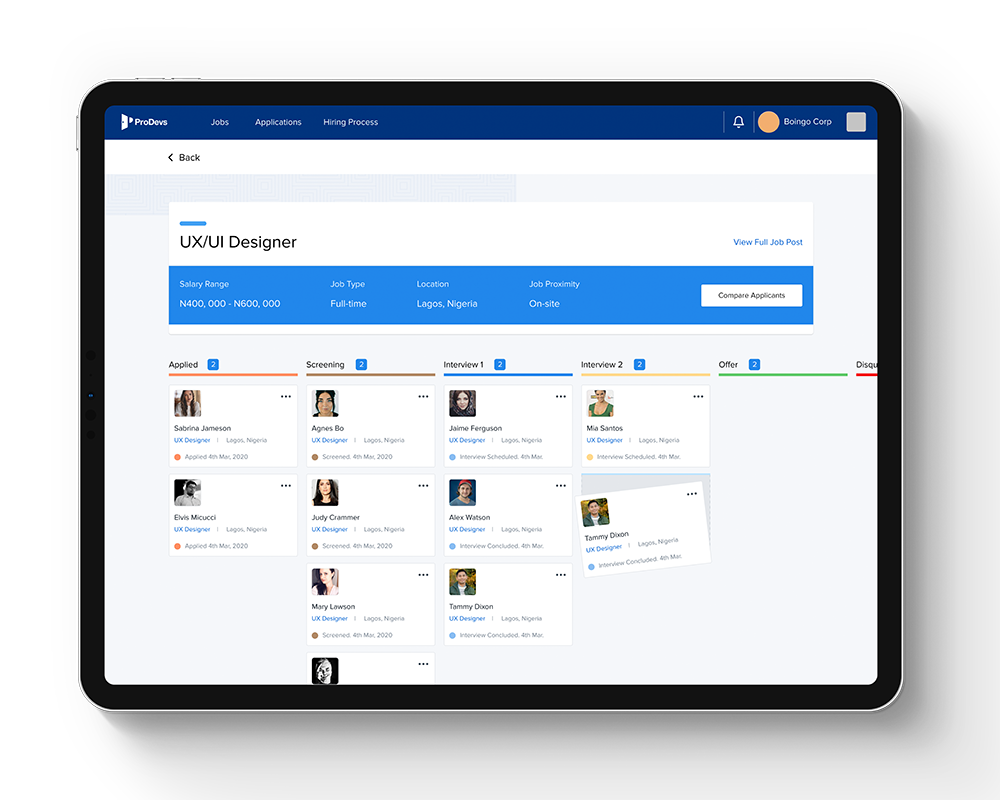 ProDevs
Jobs
Applications
Hiring Process
Boingo Corp
Back
UX/UI Designer
View Full Job Post
Salary Range
Job Type
Location
Job Proximity
N400, 000 - N600, 000
Full-time
Lagos, Nigeria
On-site
Compare Applicants
Applied 2
Screening 2
Interview 1 2
Interview 2 2
Offer 2
Disqu
Sabrina Jameson
UX Designer | Lagos, Nigeria
Applied 4th Mar, 2020
Elvis Micucci
UX Designer | Lagos, Nigeria
Applied 4th Mar, 2020
Agnes Bo
UX Designer | Lagos, Nigeria
Screened. 4th Mar, 2020
Judy Crammer
UX Designer | Lagos, Nigeria
Screened. 4th Mar, 2020
Mary Lawson
UX Designer | Lagos, Nigeria
Screened. 4th Mar, 2020
Jaime Ferguson
UX Designer | Lagos, Nigeria
Interview Scheduled. 4th Mar.
Alex Watson
UX Designer | Lagos, Nigeria
Interview Concluded. 4th Mar.
Tammy Dixon
UX Designer | Lagos, Nigeria
Interview Concluded. 4th Mar.
Mia Santos
UX Designer | Lagos, Nigeria
Interview Scheduled. 4th Mar.
Tammy Dixon
UX Designer | Lagos, Nigeria
Interview Concluded. 4th Mar.